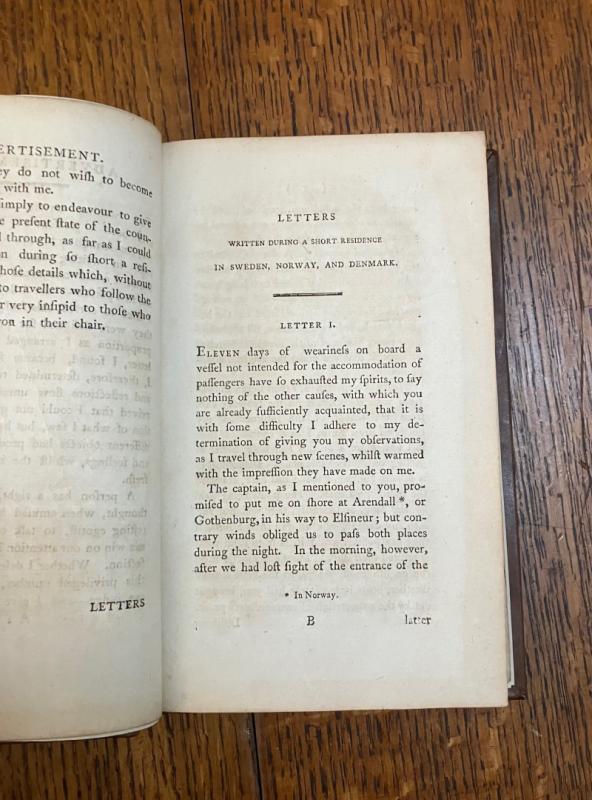 ERTISEMENT.
ey do not wiſh to become
with me.
imply to endeavour to give
e preſent ſtate of the coun-
l through, as far as I could
n during ſo ſhort a reſi-
hoſe details which, without
to travellers who follow the
r very inſipid to thoſe who
on in their chair.
LETTERS
LETTERS
WRITTEN DURING A SHORT RESIDENCE
IN SWEDEN, NORWAY, AND DENMARK.
LETTER I.
ELEVEN days of wearineſs on board a
veſſel not intended for the accommodation of
paſſengers have ſo exhauſted my ſpirits, to ſay
nothing of the other cauſes, with which you
are already ſufficiently acquainted, that it is
with ſome difficulty I adhere to my de-
termination of giving you my obſervations,
as I travel through new ſcenes, whilſt warmed
with the impreſſion they have made on me.
The captain, as I mentioned to you, pro-
miſed to put me on ſhore at Arendall *, or
Gothenburg, in his way to Elſineur; but con-
trary winds obliged us to paſs both places
during the night. In the morning, however,
after we had loſt ſight of the entrance of the
* In Norway.
B
latter